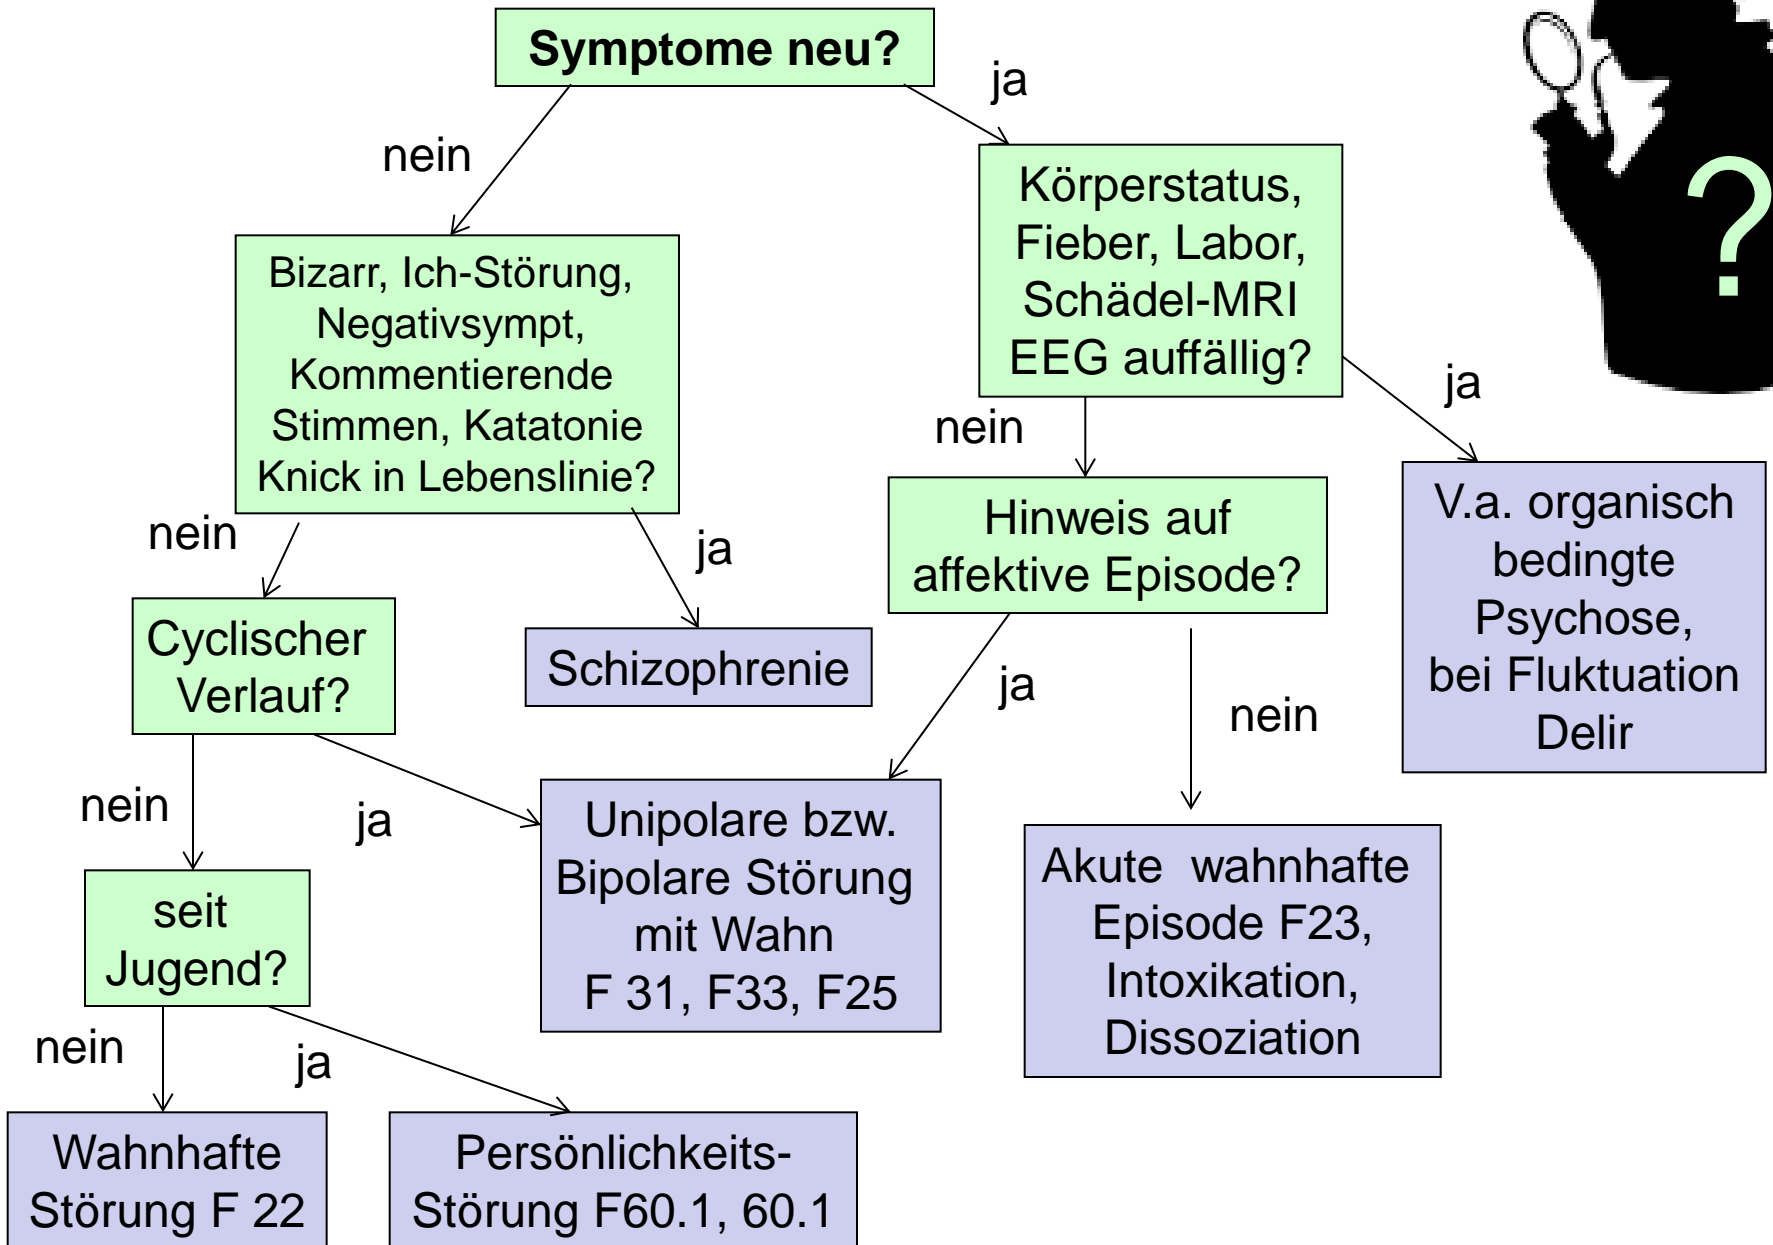 Symptome neu?
ja
nein
Körperstatus,
Fieber, Labor,
Schädel-MRI
EEG auffällig?
?
Bizarr, Ich-Störung,
Negativsympt,
Kommentierende
Stimmen, Katatonie
Knick in Lebenslinie?
ja
nein
V.a. organisch
bedingte
Psychose,
bei Fluktuation
Delir
Hinweis auf
affektive Episode?
nein
ja
Cyclischer
Verlauf?
Schizophrenie
ja
nein
nein
ja
Unipolare bzw.
Bipolare Störung
mit Wahn
F 31, F33, F25
Akute wahnhafte
Episode F23,
Intoxikation,
Dissoziation
seit
Jugend?
nein
ja
Wahnhafte
Störung F 22
Persönlichkeits-
Störung F60.1, 60.1